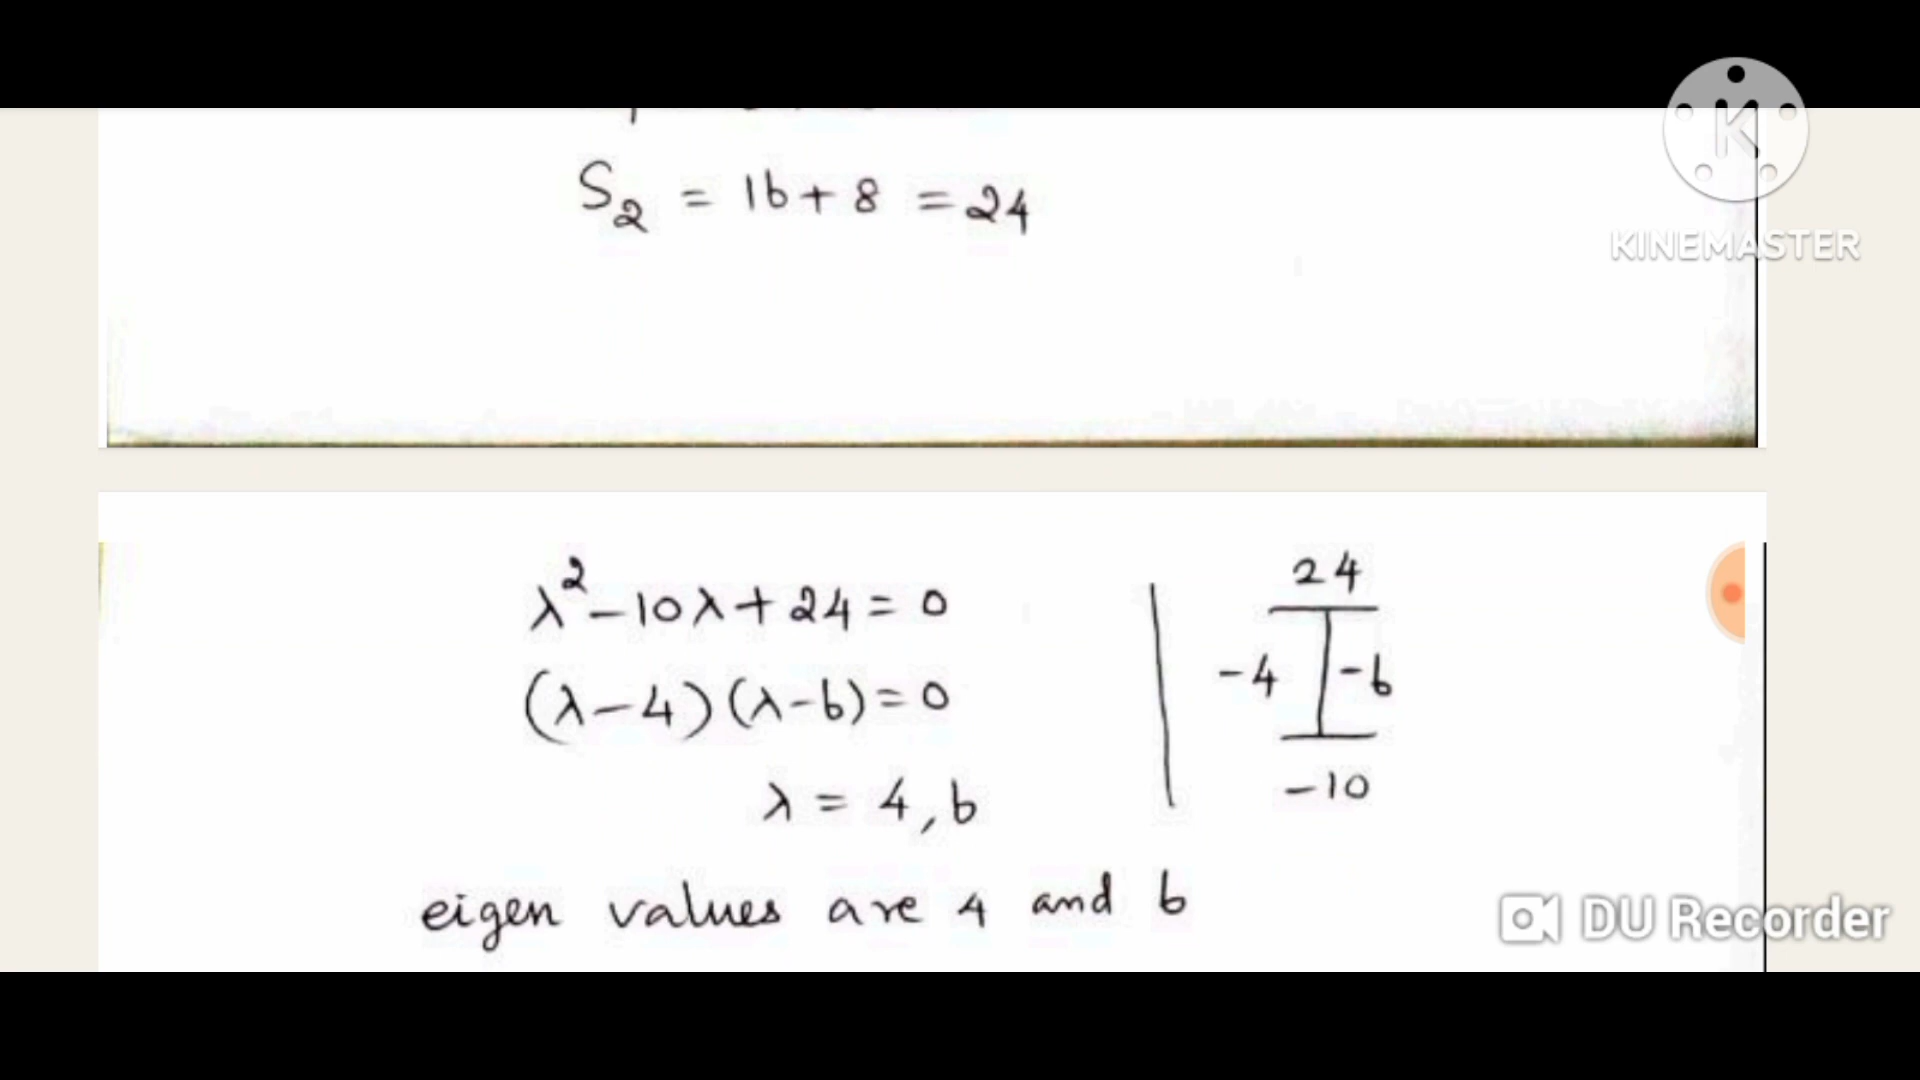 KINEMASTER
S₂ = 16 + 8 = 24
λ² - 10λ + 24 = 0
(λ - 4) (λ - 6) = 0
λ = 4, 6
24
-4 -6
-10
eigen values are 4 and 6
DU Recorder